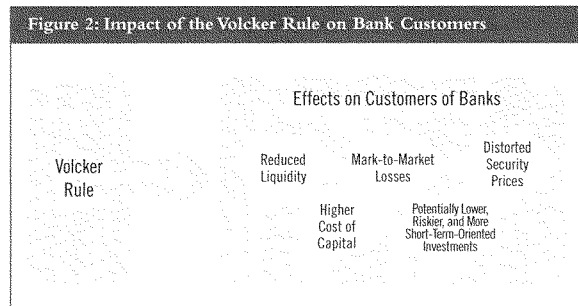 Figure 2: Impact of the Volcker Rule on Bank Customers
Effects on Customers of Banks
Volcker
Rule
Reduced
Liquidity
Mark-to-Market
Losses
Distorted
Security
Prices
Higher
Cost of
Capital
Potentially Lower,
Riskier, and More
Short-Term-Oriented
Investments